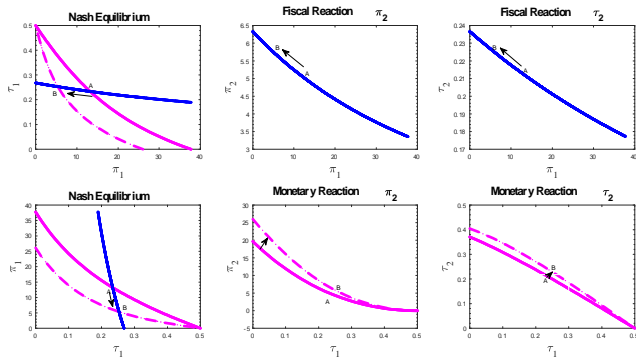 Nash Equilibrium
Fiscal Reaction π₂
Fiscal Reaction τ₂
0.5
0.4
0.3
0.2
0.1
0
τ₁
A
B
0 10 20 30 40
π₁
6.5
6
5.5
5
4.5
4
3.5
3
π₂
B
A
0 10 20 30 40
π₁
0.24
0.23
0.22
0.21
0.2
0.19
0.18
0.17
τ₂
B
A
0 10 20 30 40
π₁
Nash Equilibrium
Monetary Reaction π₂
Monetary Reaction τ₂
40
35
30
25
20
15
10
5
0
π₁
A
B
0 0.1 0.2 0.3 0.4 0.5
τ₁
30
25
20
15
10
5
0
-5
π₂
B
A
0 0.1 0.2 0.3 0.4 0.5
τ₁
0.5
0.4
0.3
0.2
0.1
0
τ₂
B
A
0 0.1 0.2 0.3 0.4 0.5
τ₁